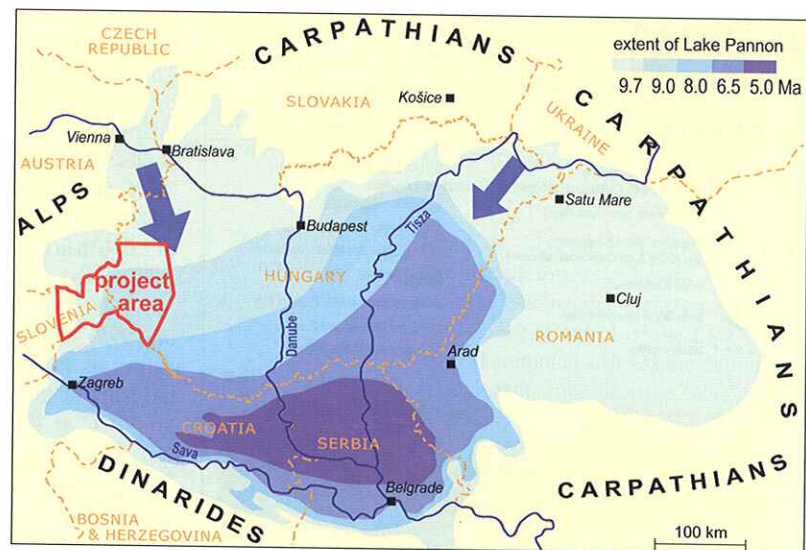 CZECH
REPUBLIC
CARPATHIANS
extent of Lake Pannon
9.7 9.0 8.0 6.5 5.0 Ma
SLOVAKIA
Košice
UKRAINE
CARPATHIANS
Vienna
Bratislava
AUSTRIA
ALPS
Satu Mare
Budapest
Tisza
project
area
HUNGARY
SLOVENIA
Cluj
Danube
ROMANIA
Arad
Zagreb
CROATIA
SERBIA
Sava
DINARIDES
Belgrade
CARPATHIANS
BOSNIA
& HERZEGOVINA
100 km